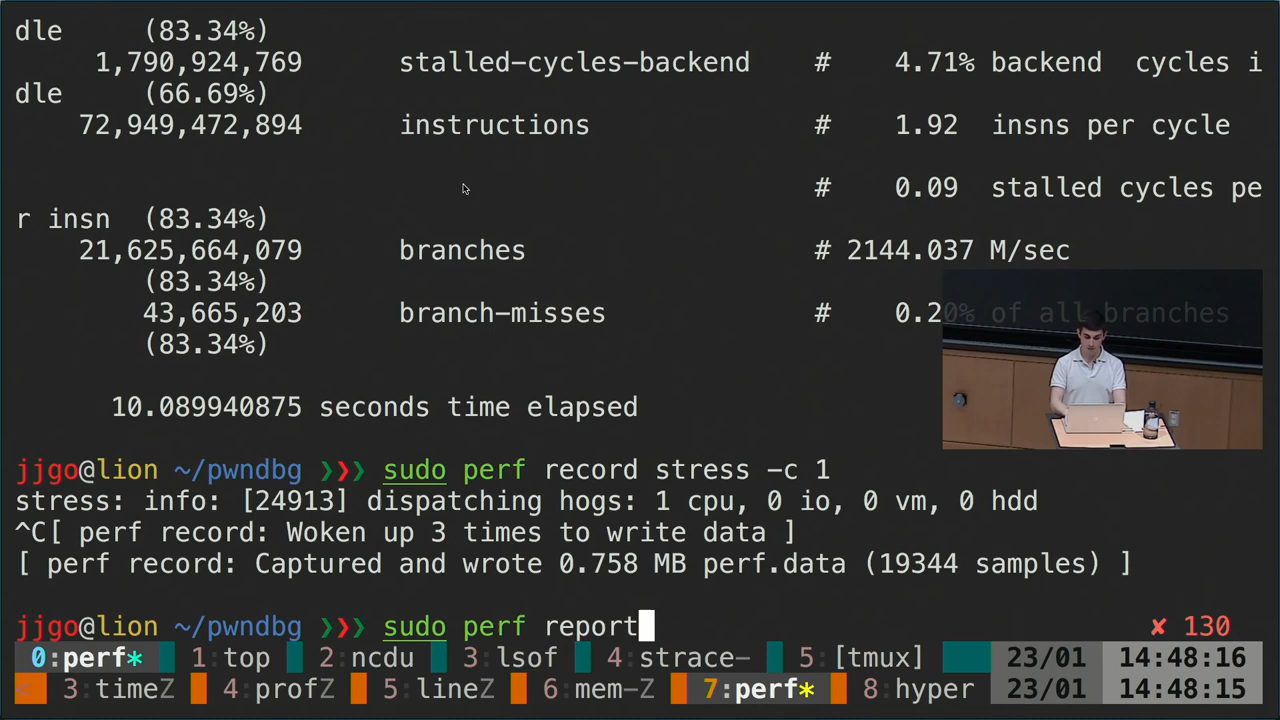 dle     (83.34%)
1,790,924,769      stalled-cycles-backend    #    4.71% backend  cycles i
dle     (66.69%)
72,949,472,894      instructions              #    1.92  insns per cycle
#    0.09  stalled cycles pe
r insn  (83.34%)
21,625,664,079      branches                  # 2144.037 M/sec
(83.34%)
43,665,203      branch-misses             #    0.20% of all branches
(83.34%)
10.089940875 seconds time elapsed
jjgo@lion ~/pwndbg ❯❯❯ sudo perf record stress -c 1
stress: info: [24913] dispatching hogs: 1 cpu, 0 io, 0 vm, 0 hdd
^C[ perf record: Woken up 3 times to write data ]
[ perf record: Captured and wrote 0.758 MB perf.data (19344 samples) ]
jjgo@lion ~/pwndbg ❯❯❯ sudo perf report ✘ 130
0:perf* 1:top 2:ncdu 3:lsof 4:strace- 5:[tmux] 23/01 14:48:16
< 3:timeZ 4:profZ 5:lineZ 6:mem-Z 7:perf* 8:hyper 23/01 14:48:15